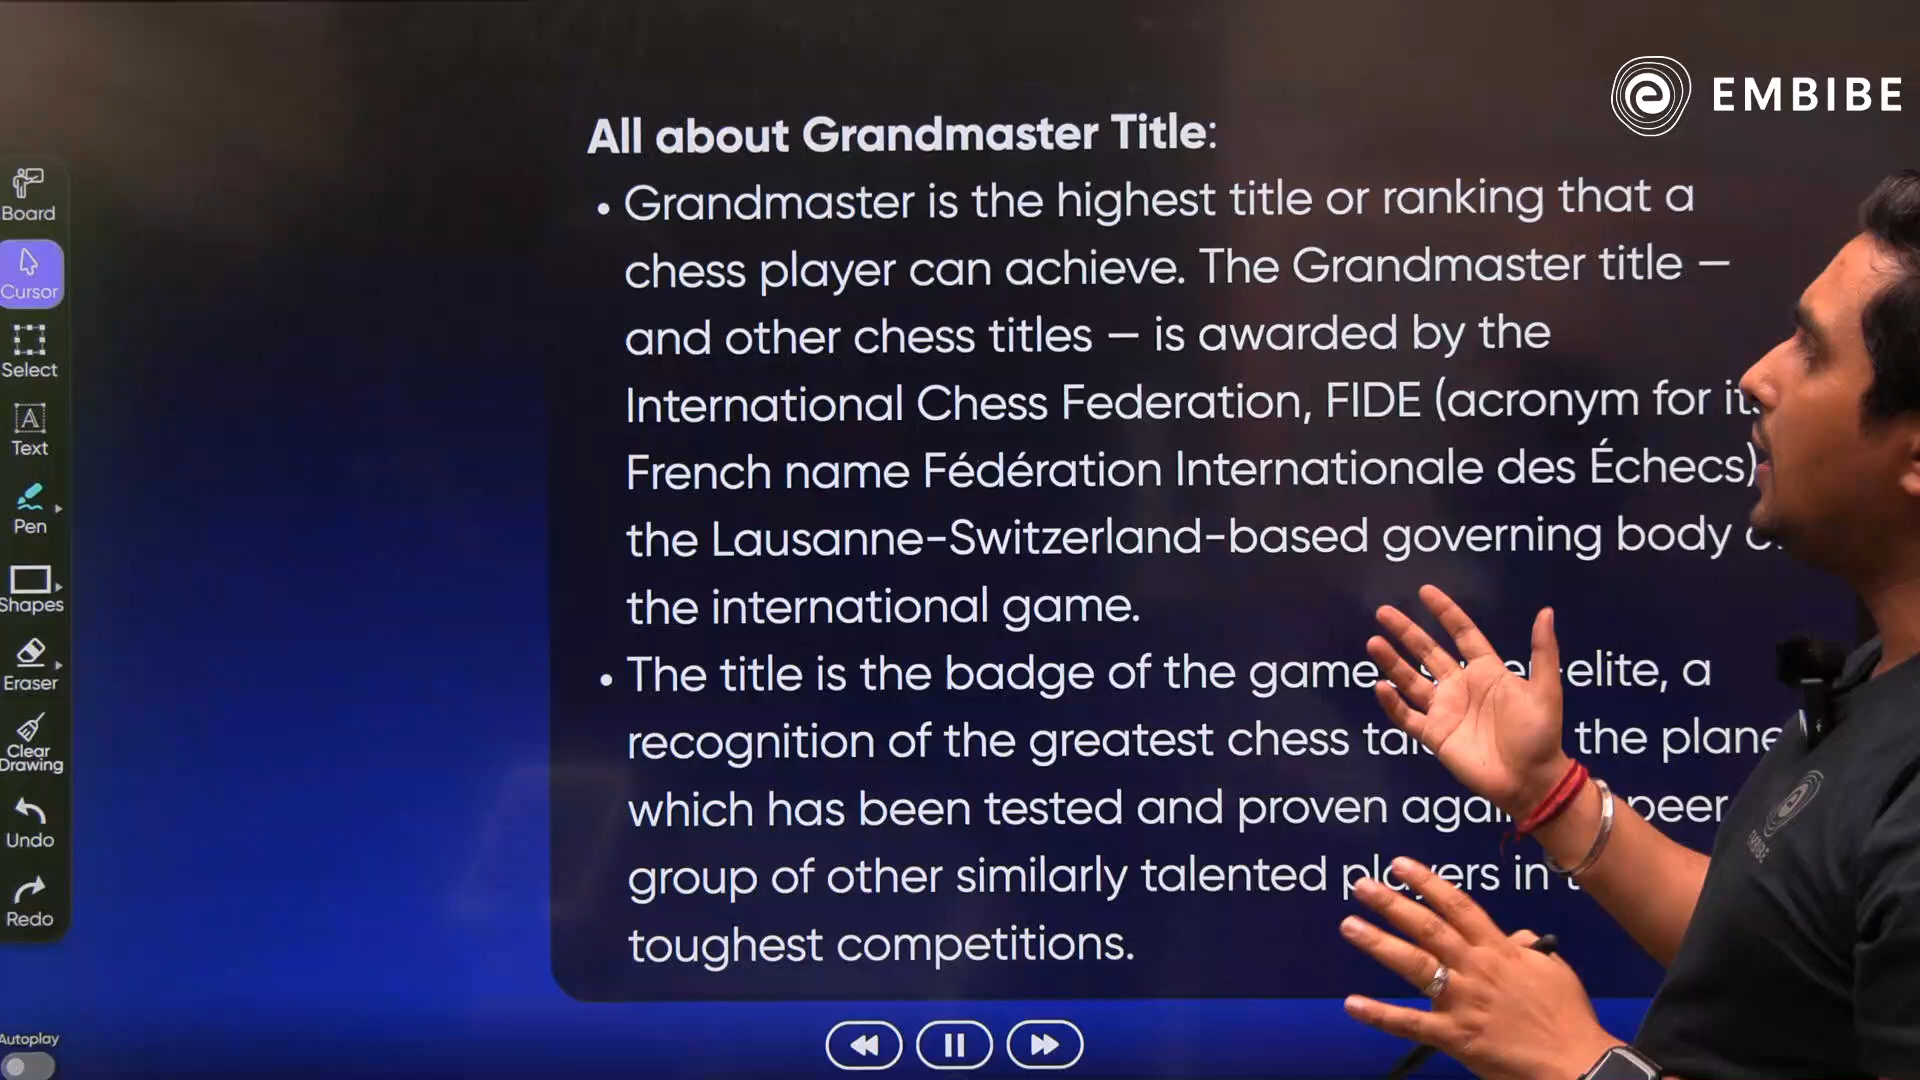 EMBIBE
All about Grandmaster Title:
• Grandmaster is the highest title or ranking that a
chess player can achieve. The Grandmaster title –
and other chess titles – is awarded by the
International Chess Federation, FIDE (acronym for
French name Fédération Internationale des Échecs)
the Lausanne-Switzerland-based governing body
the international game.
• The title is the badge of the -elite, a
recognition of the greatest chess the
which has been tested and proven peer
group of other similarly talented players in
toughest competitions.
Board
Cursor
Select
A
Text
Pen
Shapes
Eraser
Clear
Drawing
Undo
Redo
Autoplay
EMBIBE